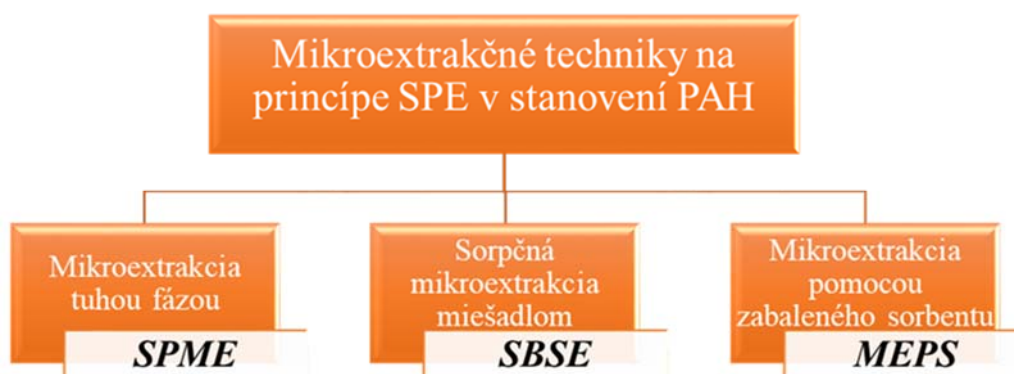 Mikroextrakčné techniky na
princípe SPE v stanovení PAH
Mikroextrakcia
tuhou fázou
SPME
Sorpčná
mikroextrakcia
miešadlom
SBSE
Mikroextrakcia
pomocou
zabaleného sorbentu
MEPS